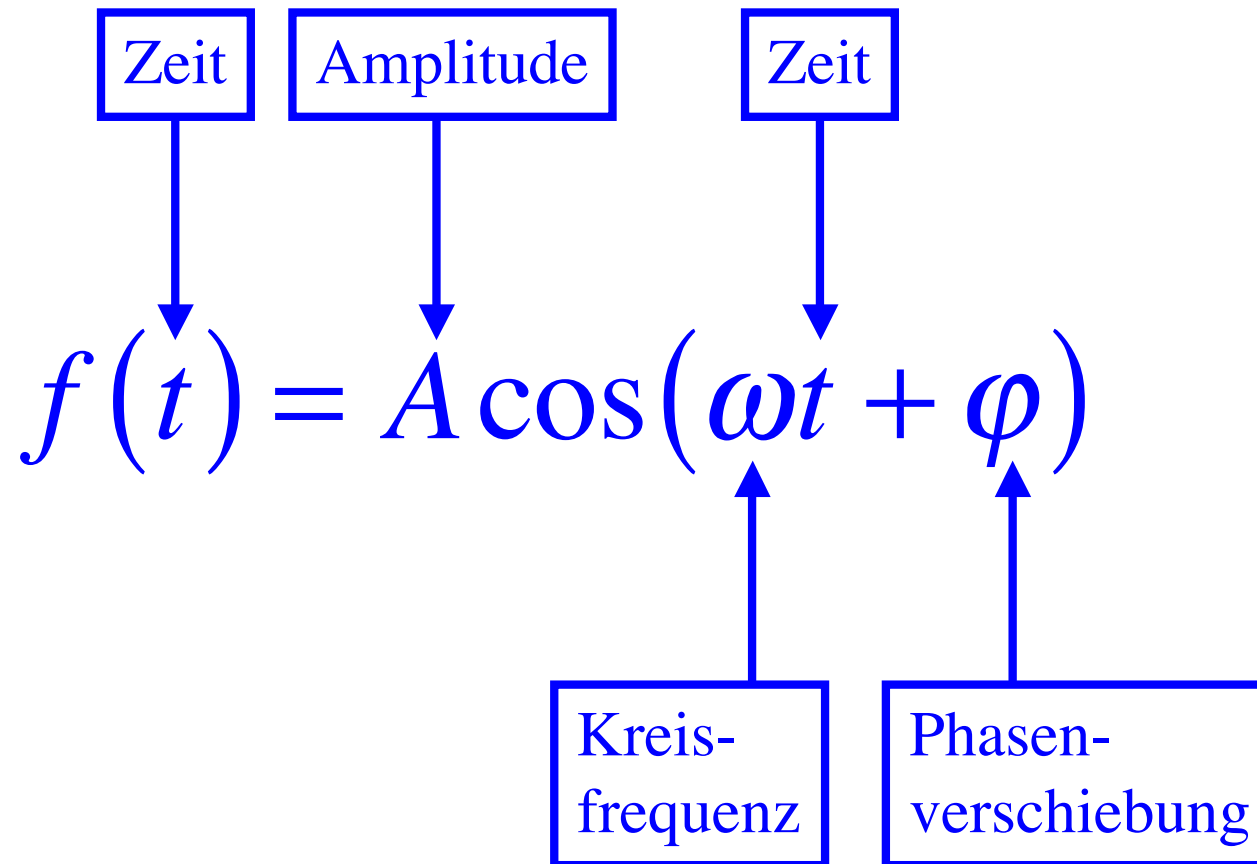 Zeit Amplitude Zeit
f(t) = A cos(ωt + φ)
Kreis-
frequenz
Phasen-
verschiebung